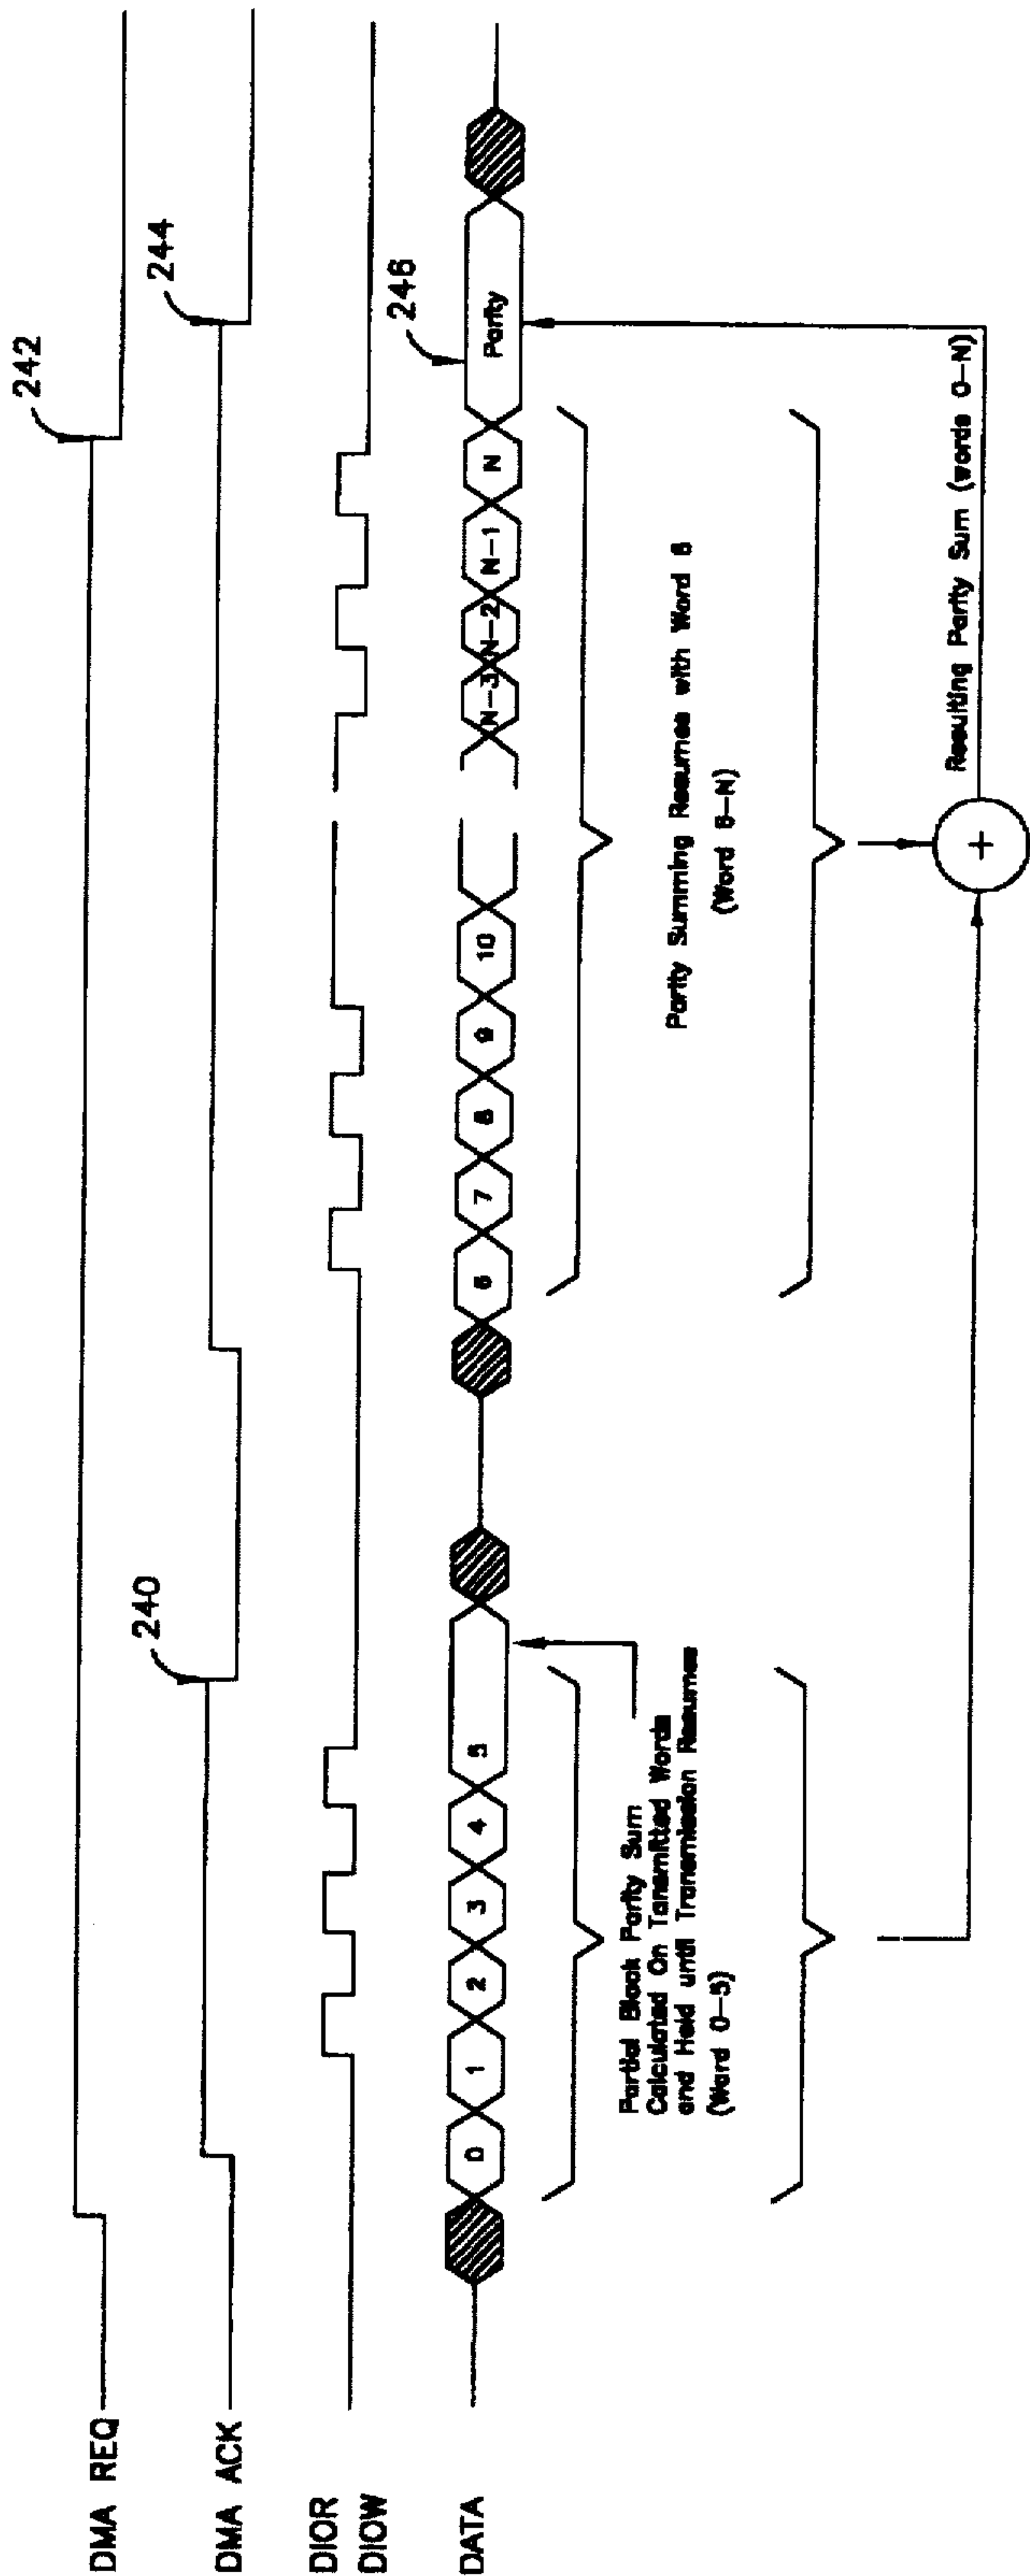 DMA REQ
242
DMA ACK
240
244
DIOR
DIOW
DATA
0 1 2 3 4 5 6 7 8 9 10 N-3 N-2 N-1 N Parity
246
Partial Block Parity Sum
Calculated On Tansmitted Words
and Held until Transmission Resumes
(Word 0-5)
Parity Summing Resumes with Word 6
(Word 6-N)
+
Resulting Parity Sum (words 0-N)